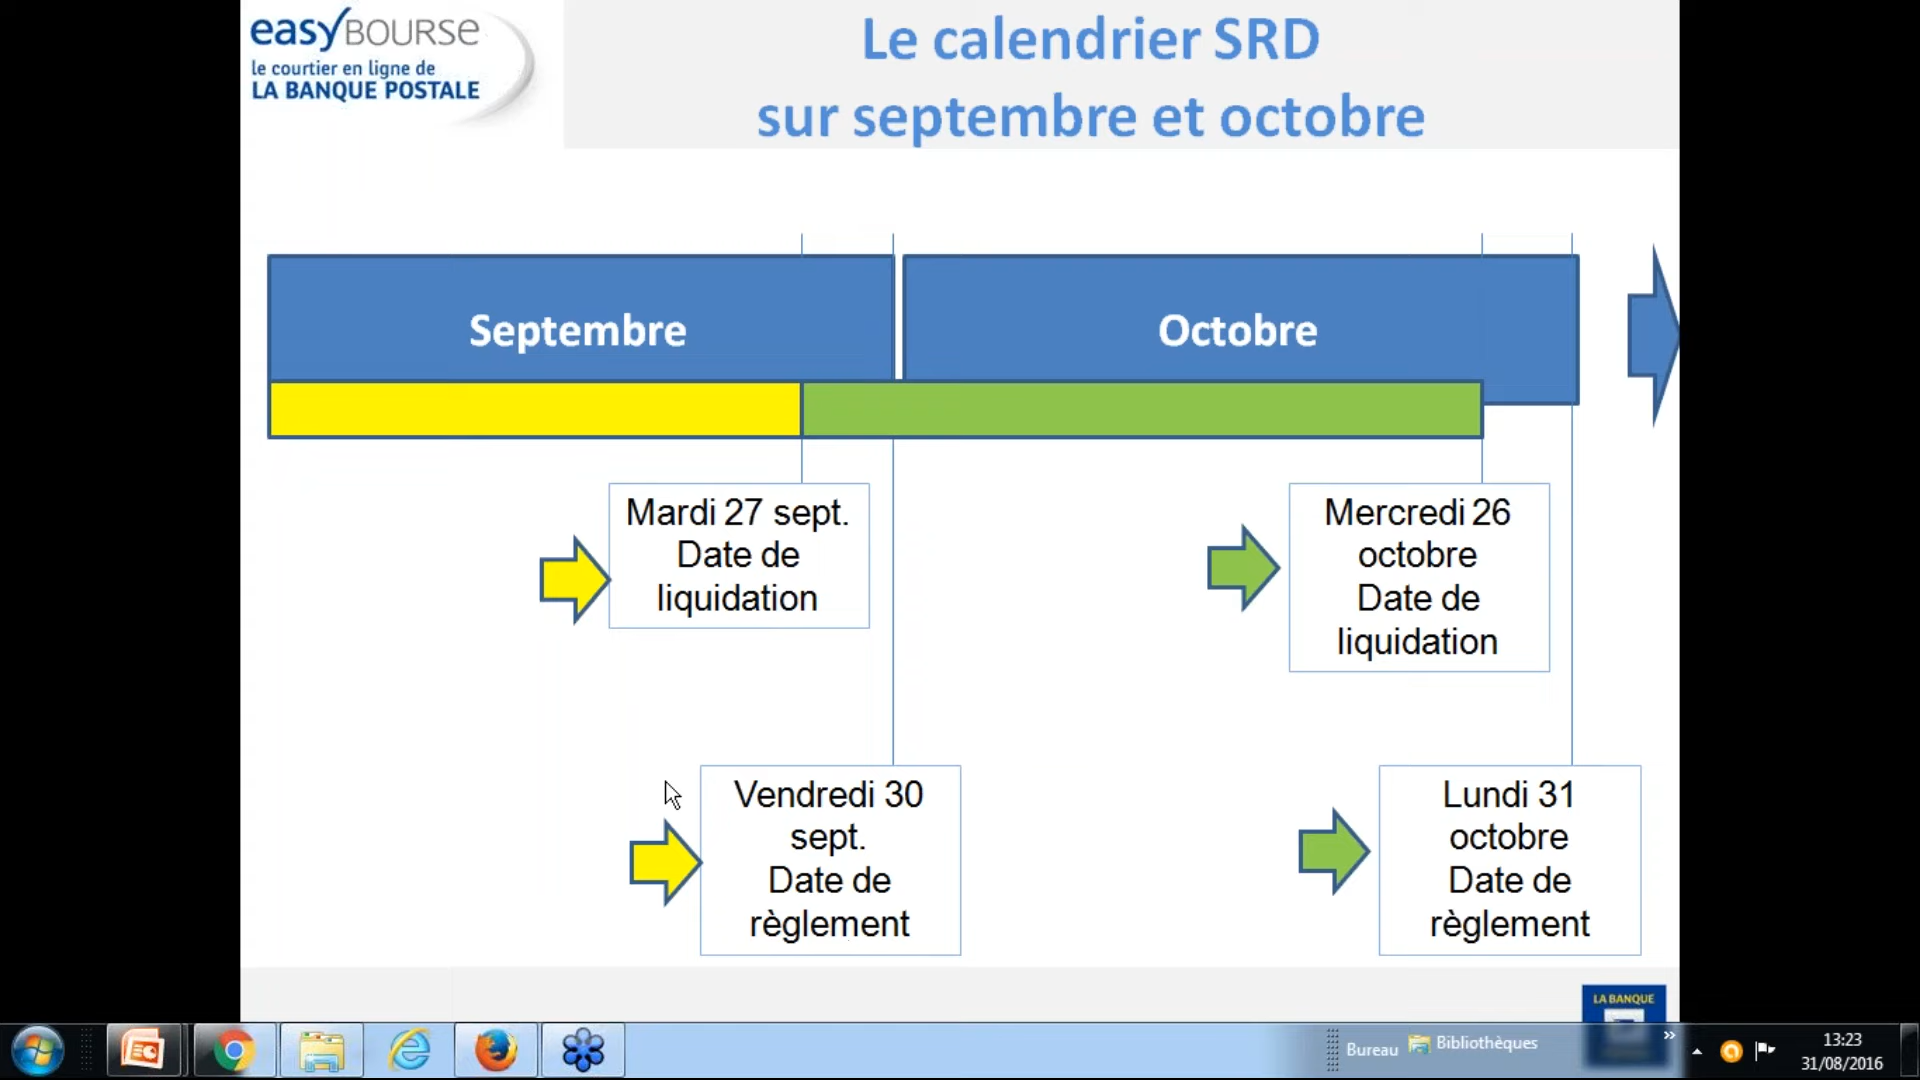 easyBOURSE
le courtier en ligne de
LA BANQUE POSTALE
Le calendrier SRD
sur septembre et octobre
Septembre
Octobre
Mardi 27 sept.
Date de
liquidation
Mercredi 26
octobre
Date de
liquidation
Vendredi 30
sept.
Date de
règlement
Lundi 31
octobre
Date de
règlement
LA BANQUE
Bureau
Bibliothèques
13:23
31/08/2016